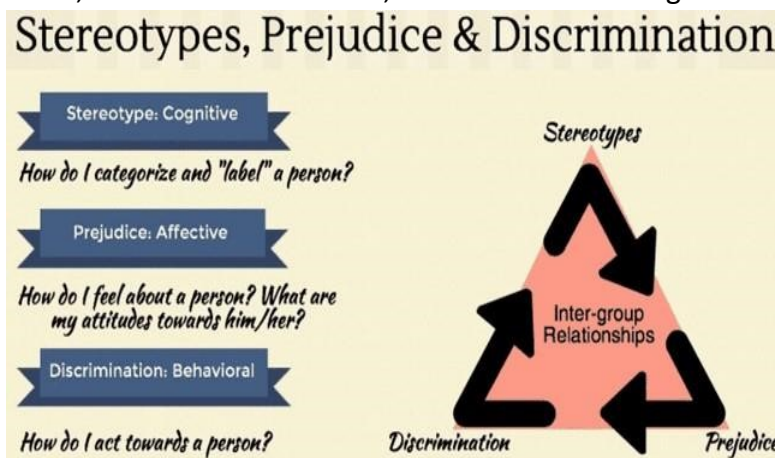 Stereotypes, Prejudice & Discrimination
Stereotype: Cognitive
How do I categorize and "label" a person?
Prejudice: Affective
How do I feel about a person? What are
my attitudes towards him/her?
Discrimination: Behavioral
How do I act towards a person?
Stereotypes
Inter-group
Relationships
Discrimination
Prejudice